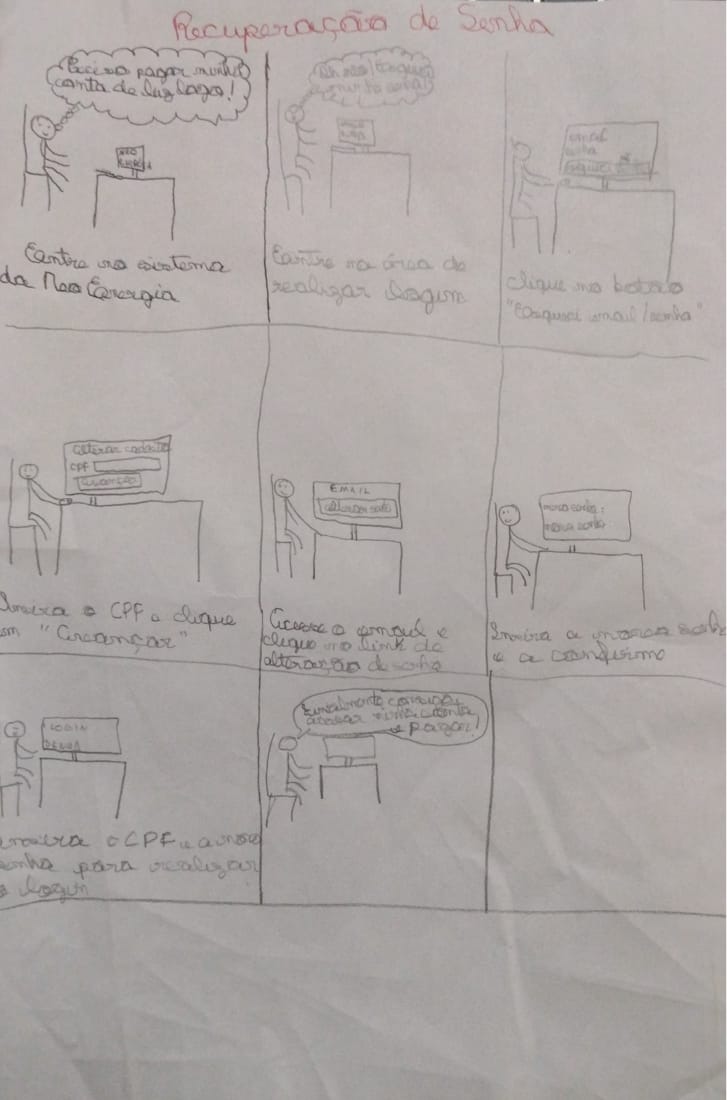 Recuperação de Senha
Preciso pagar minha
conta de luz logo!
NEO
ENERGIA
Entre no sistema
da Neo Energia
Ah não! Esqueci
a minha senha!
Entre na área de
realizar login
email
senha
Esqueci
Clique no botão
"Esqueci email/senha"
alterar cadastro
CPF
Avançar
Insira o CPF e clique
em "Avançar"
EMAIL
alterar senha
Acesse o email e
clique no link de
alteração de senha
nova senha:
nova senha
Insira a nova senha
e a confirme
LOGIN
SENHA
Insira o CPF e a nova
senha para realizar
o login
Finalmente consegui
acessar minha conta
e pagar!